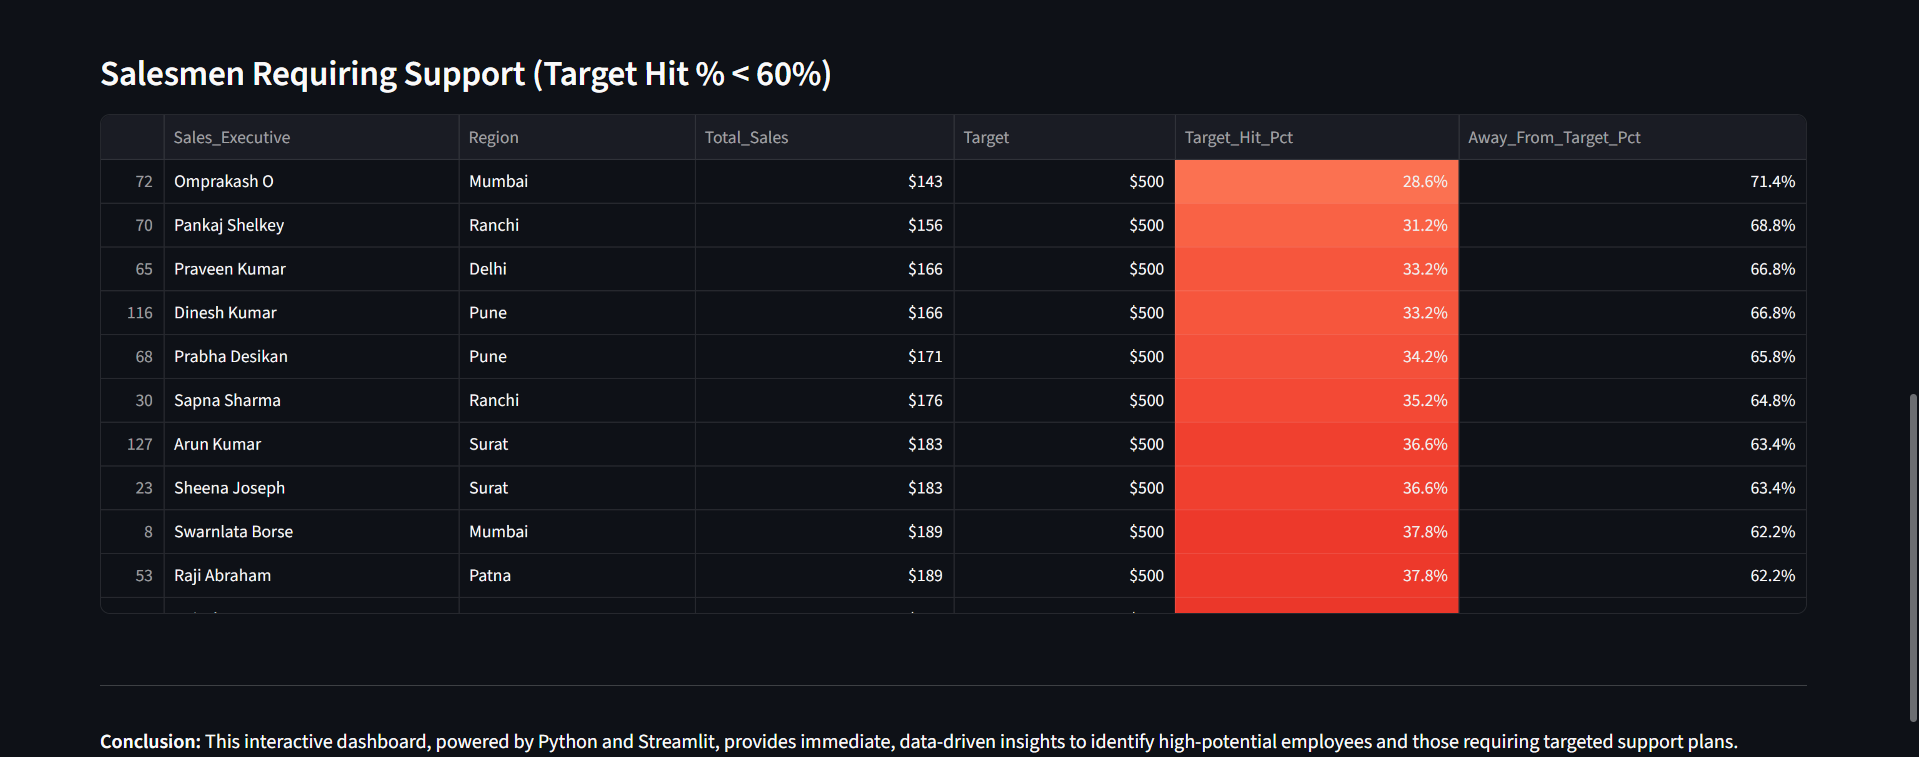 Salesmen Requiring Support (Target Hit % < 60%)
Sales_Executive Region Total_Sales Target Target_Hit_Pct Away_From_Target_Pct
72 Omprakash O Mumbai $143 $500 28.6% 71.4%
70 Pankaj Shelkey Ranchi $156 $500 31.2% 68.8%
65 Praveen Kumar Delhi $166 $500 33.2% 66.8%
116 Dinesh Kumar Pune $166 $500 33.2% 66.8%
68 Prabha Desikan Pune $171 $500 34.2% 65.8%
30 Sapna Sharma Ranchi $176 $500 35.2% 64.8%
127 Arun Kumar Surat $183 $500 36.6% 63.4%
23 Sheena Joseph Surat $183 $500 36.6% 63.4%
8 Swarnlata Borse Mumbai $189 $500 37.8% 62.2%
53 Raji Abraham Patna $189 $500 37.8% 62.2%
Conclusion: This interactive dashboard, powered by Python and Streamlit, provides immediate, data-driven insights to identify high-potential employees and those requiring targeted support plans.